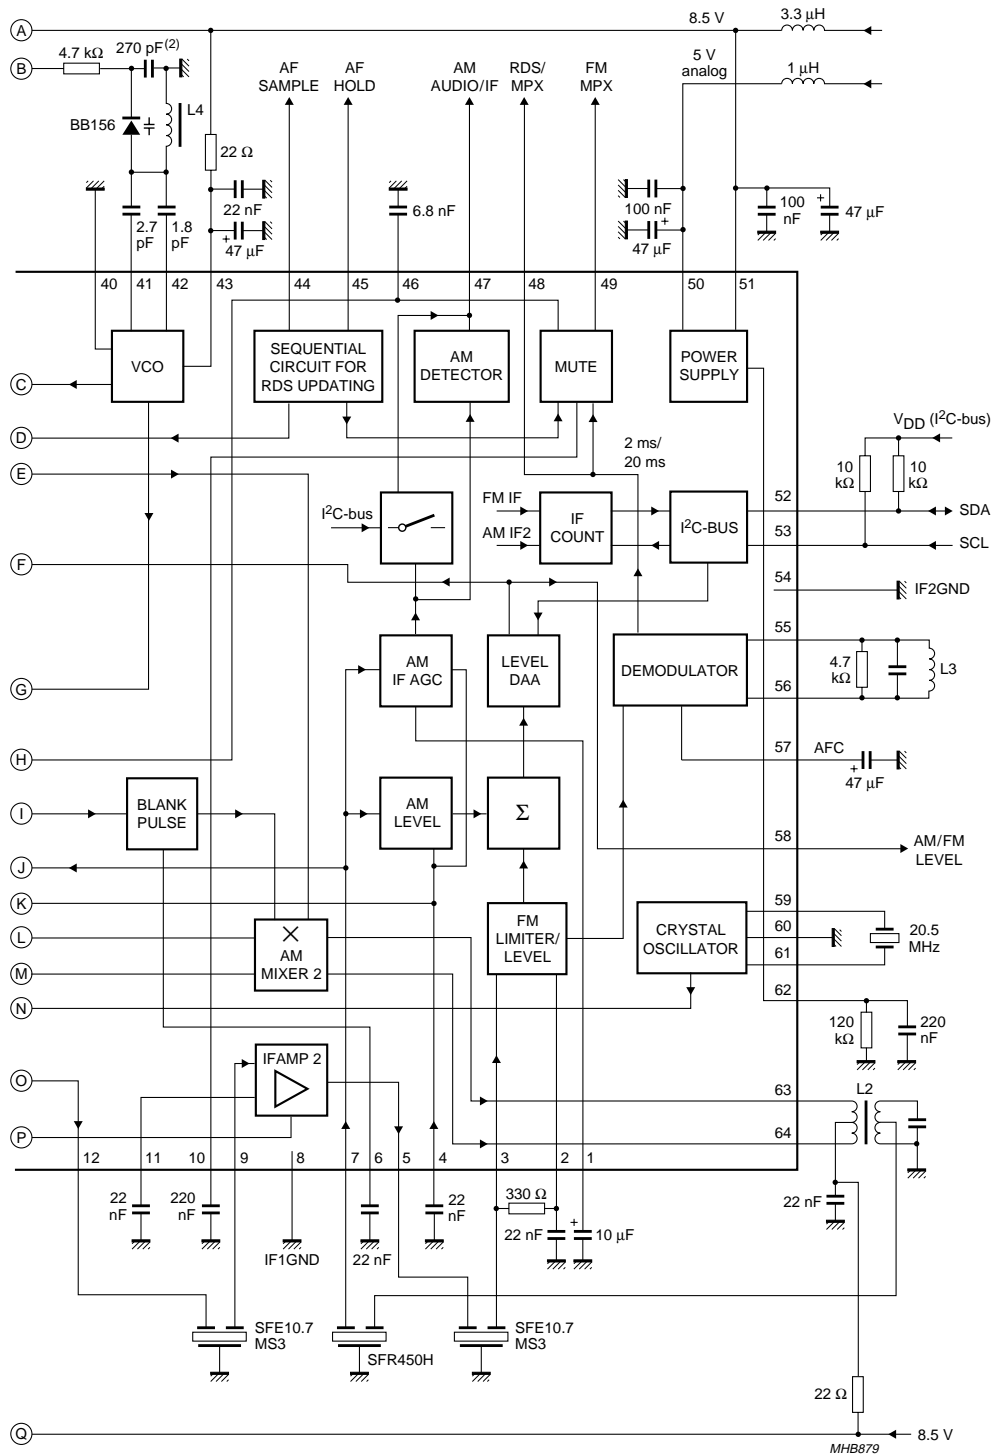 A
8.5 V
3.3 μH
B
4.7 kΩ
270 pF(2)
5 V
analog
1 μH
AF
SAMPLE
AF
HOLD
AM
AUDIO/IF
RDS/
MPX
FM
MPX
BB156
L4
22 Ω
22 nF
47 μF
+
2.7
pF
1.8
pF
6.8 nF
100 nF
47 μF
+
100
nF
+
47 μF
40
41
42
43
44
45
46
47
48
49
50
51
VCO
SEQUENTIAL
CIRCUIT FOR
RDS UPDATING
AM
DETECTOR
MUTE
POWER
SUPPLY
C
D
E
2 ms/
20 ms
VDD (I2C-bus)
10
kΩ
10
kΩ
I2C-bus
FM IF
AM IF2
IF
COUNT
I2C-BUS
52
SDA
53
SCL
F
54
IF2GND
55
AM
IF AGC
LEVEL
DAA
DEMODULATOR
4.7
kΩ
L3
56
G
57
AFC
+
47 μF
H
I
BLANK
PULSE
AM
LEVEL
Σ
58
AM/FM
LEVEL
J
K
L
M
N
AM
MIXER 2
FM
LIMITER/
LEVEL
CRYSTAL
OSCILLATOR
59
60
61
20.5
MHz
62
120
kΩ
220
nF
O
IFAMP 2
63
L2
P
64
12
11
10
9
8
7
6
5
4
3
2
1
22
nF
220
nF
IF1GND
22 nF
22
nF
330 Ω
22 nF
+
10 μF
22 nF
SFE10.7
MS3
SFR450H
SFE10.7
MS3
22 Ω
Q
8.5 V
MHB879